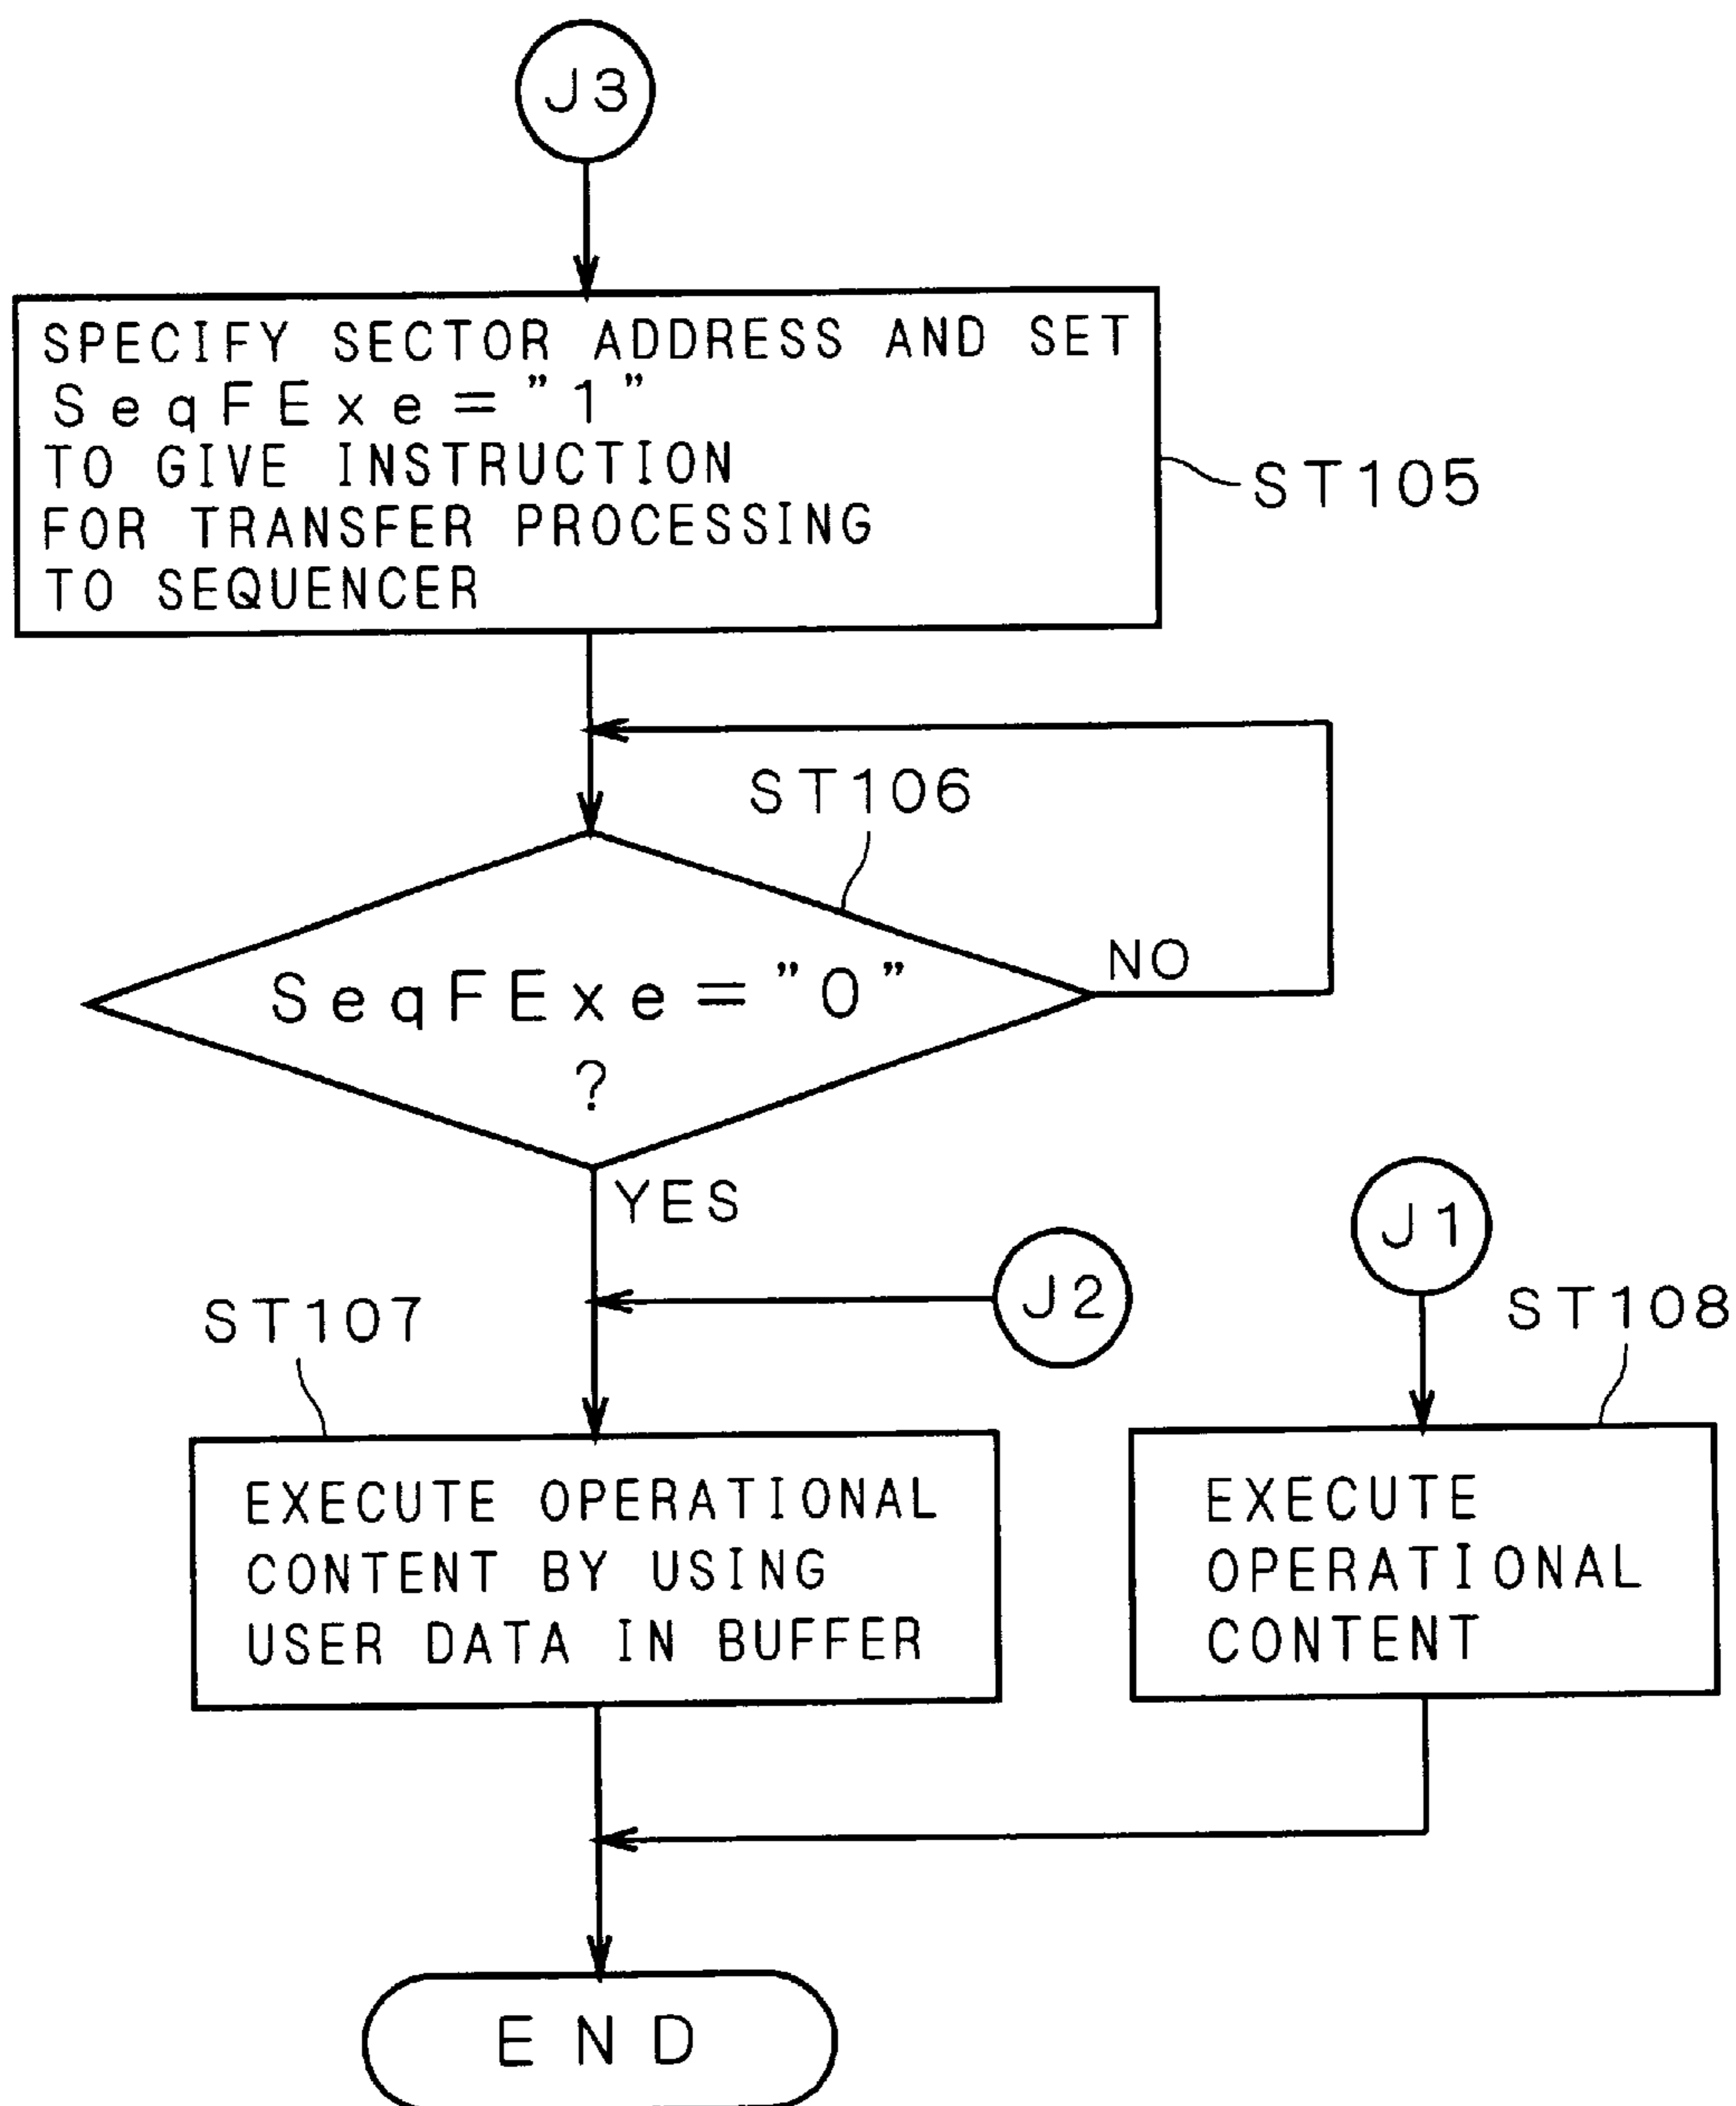 J3
SPECIFY SECTOR ADDRESS AND SET
SeqFExe="1"
TO GIVE INSTRUCTION
FOR TRANSFER PROCESSING
TO SEQUENCER
ST105
ST106
SeqFExe="0"
?
NO
YES
J2
J1
ST107
ST108
EXECUTE OPERATIONAL
CONTENT BY USING
USER DATA IN BUFFER
EXECUTE
OPERATIONAL
CONTENT
END